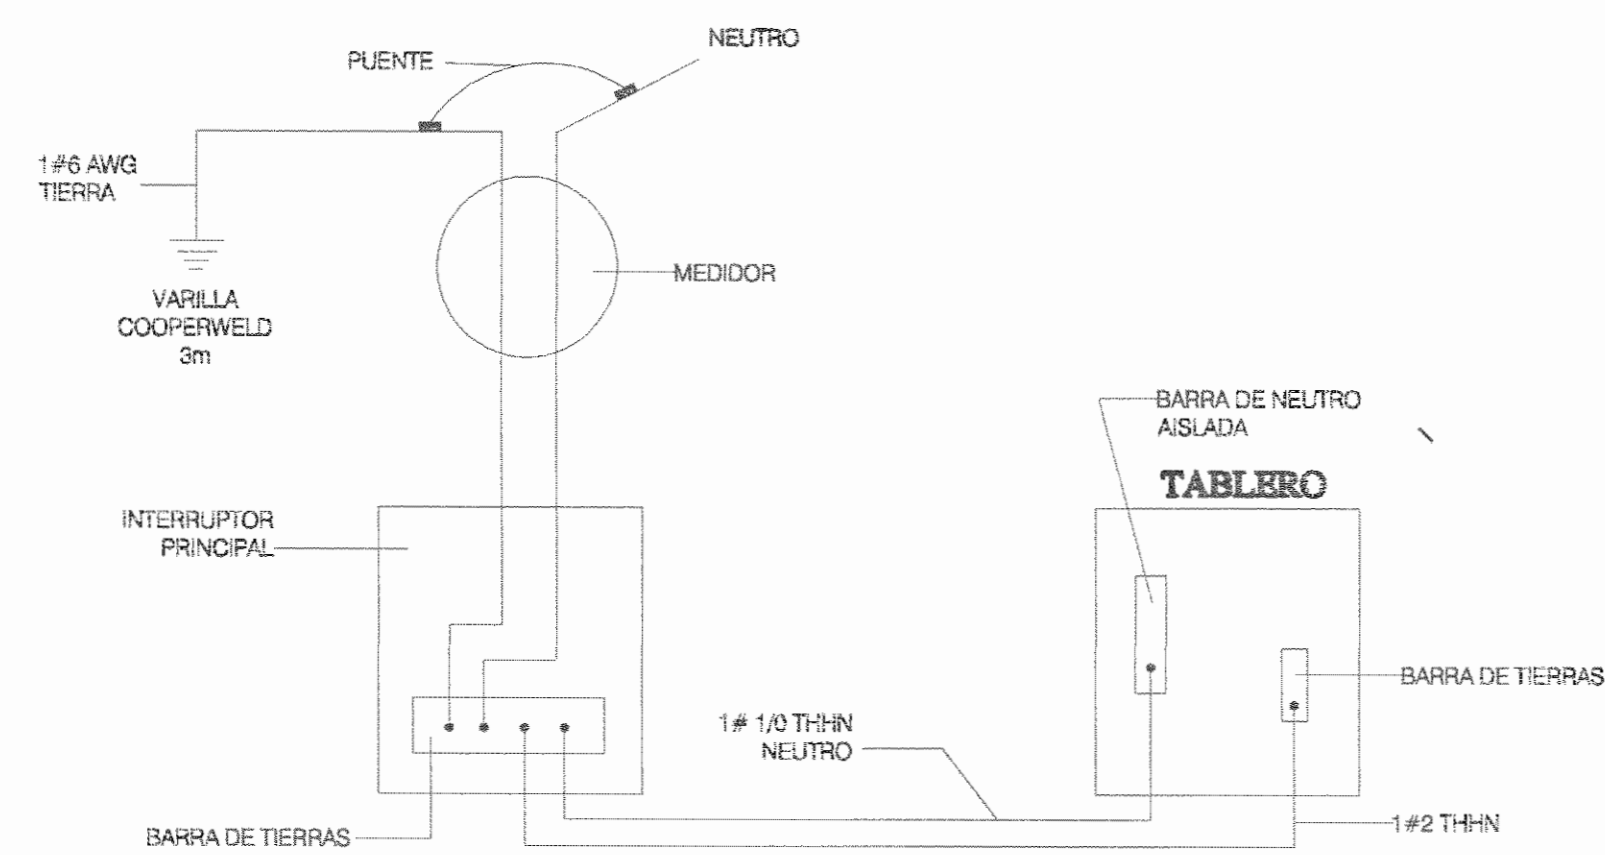 NEUTRO
PUENTE
1#6 AWG
TIERRA
MEDIDOR
VARILLA
COOPERWELD
3m
BARRA DE NEUTRO
AISLADA
TABLERO
INTERRUPTOR
PRINCIPAL
BARRA DE TIERRAS
1# 1/0 THHN
NEUTRO
BARRA DE TIERRAS
1#2 THHN